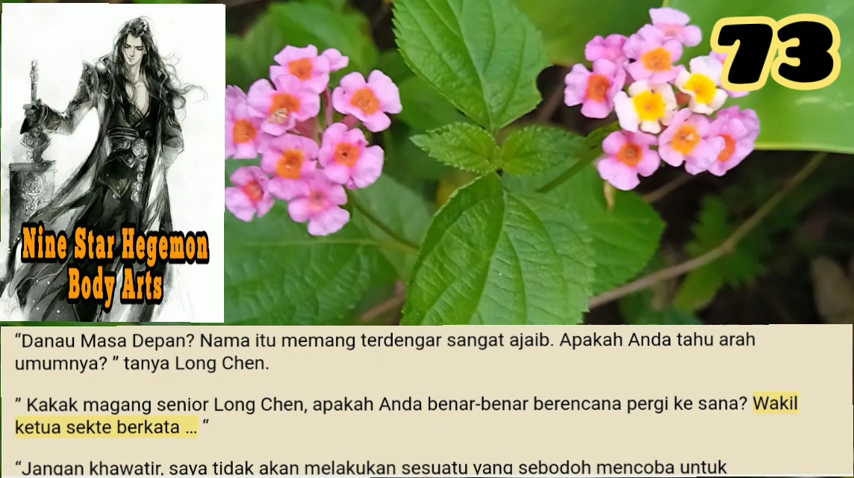 73
Nine Star Hegemon
Body Arts
“Danau Masa Depan? Nama itu memang terdengar sangat ajaib. Apakah Anda tahu arah
umumnya? ” tanya Long Chen.
” Kakak magang senior Long Chen, apakah Anda benar-benar berencana pergi ke sana? Wakil
ketua sekte berkata ... “
“Jangan khawatir, saya tidak akan melakukan sesuatu yang sebodoh mencoba untuk